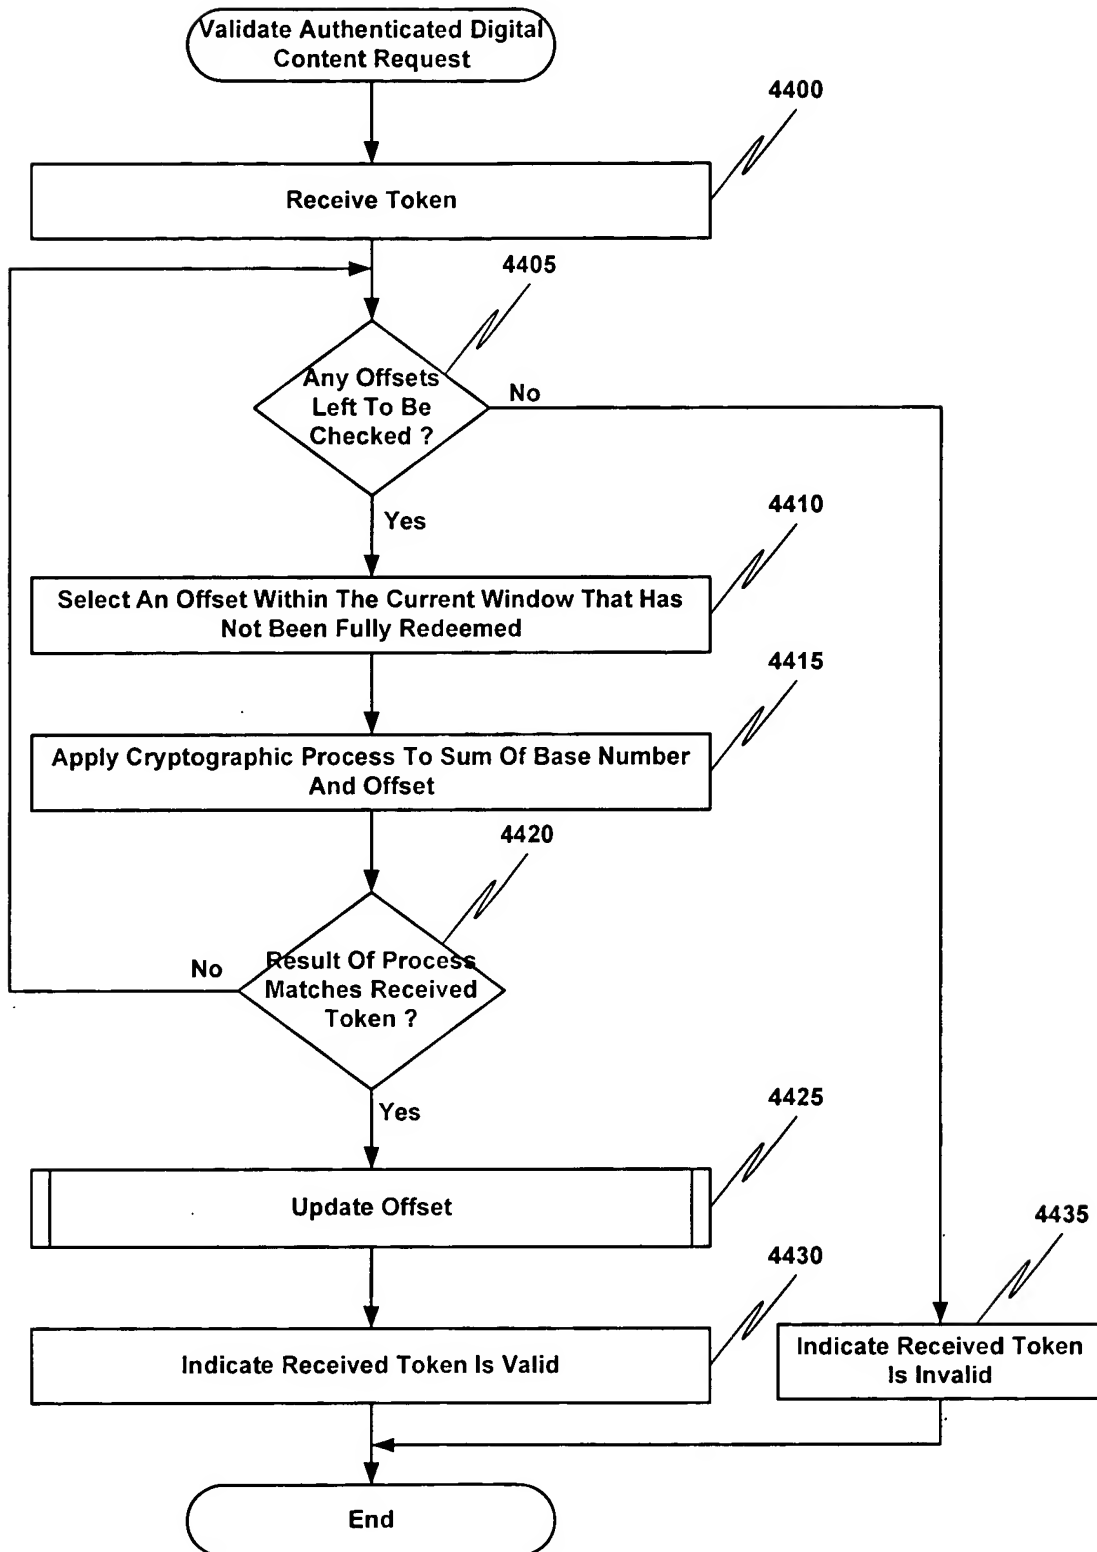 Validate Authenticated Digital
Content Request
4400
Receive Token
4405
Any Offsets
Left To Be
Checked ?
No
Yes
4410
Select An Offset Within The Current Window That Has
Not Been Fully Redeemed
4415
Apply Cryptographic Process To Sum Of Base Number
And Offset
4420
Result Of Process
Matches Received
Token ?
No
Yes
4425
Update Offset
4435
4430
Indicate Received Token Is Valid
Indicate Received Token
Is Invalid
End